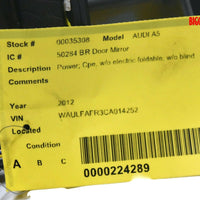 BIG
Stock # 00035308 Model AUDI A5
IC # 50284 BR Door Mirror
Description Power; Cpe, w/o electric foldable; w/o blind
Comments
Year 2012
VIN WAULFAFR3CA014252
Located
Condition
A B C
0000224289